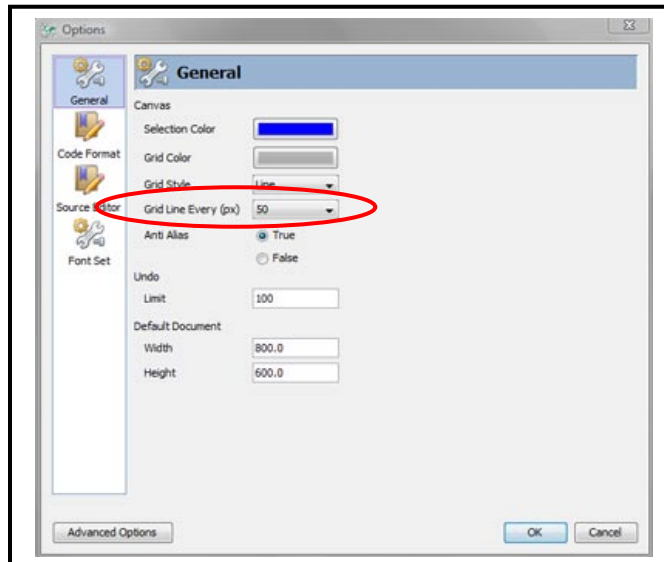 Options
General
General
Code Format
Source Editor
Font Set
Canvas
Selection Color
Grid Color
Grid Style Line
Grid Line Every (px) 50
Anti Alias True
False
Undo
Limit 100
Default Document
Width 800.0
Height 600.0
Advanced Options OK Cancel